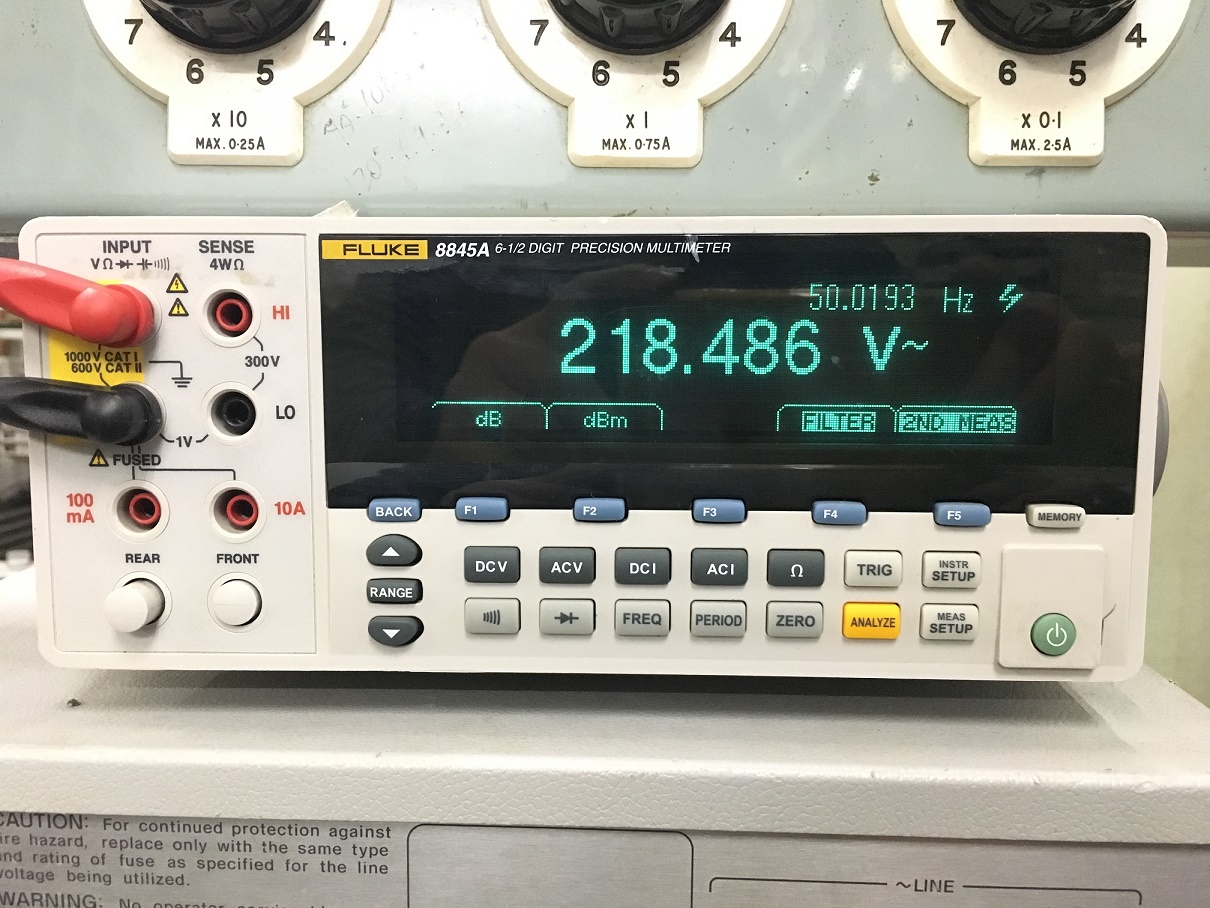 7 4
6 5
x 10
MAX. 0·25A
7 4
6 5
x 1
MAX. 0·75A
7 4
6 5
x 0·1
MAX. 2·5A
INPUT
VΩ
SENSE
4WΩ
HI
1000V CAT I
600V CAT II
300V
LO
1V
FUSED
100
mA
10A
REAR
FRONT
FLUKE 8845A 6-1/2 DIGIT PRECISION MULTIMETER
50.0193 Hz
218.486 V~
dB dBm FILTER 2ND MEAS
BACK F1 F2 F3 F4 F5 MEMORY
RANGE
DCV ACV DCI ACI Ω TRIG INSTR SETUP
FREQ PERIOD ZERO ANALYZE MEAS SETUP
CAUTION: For continued protection against
fire hazard, replace only with the same type
and rating of fuse as specified for the line
voltage being utilized.
WARNING: No operator
~LINE